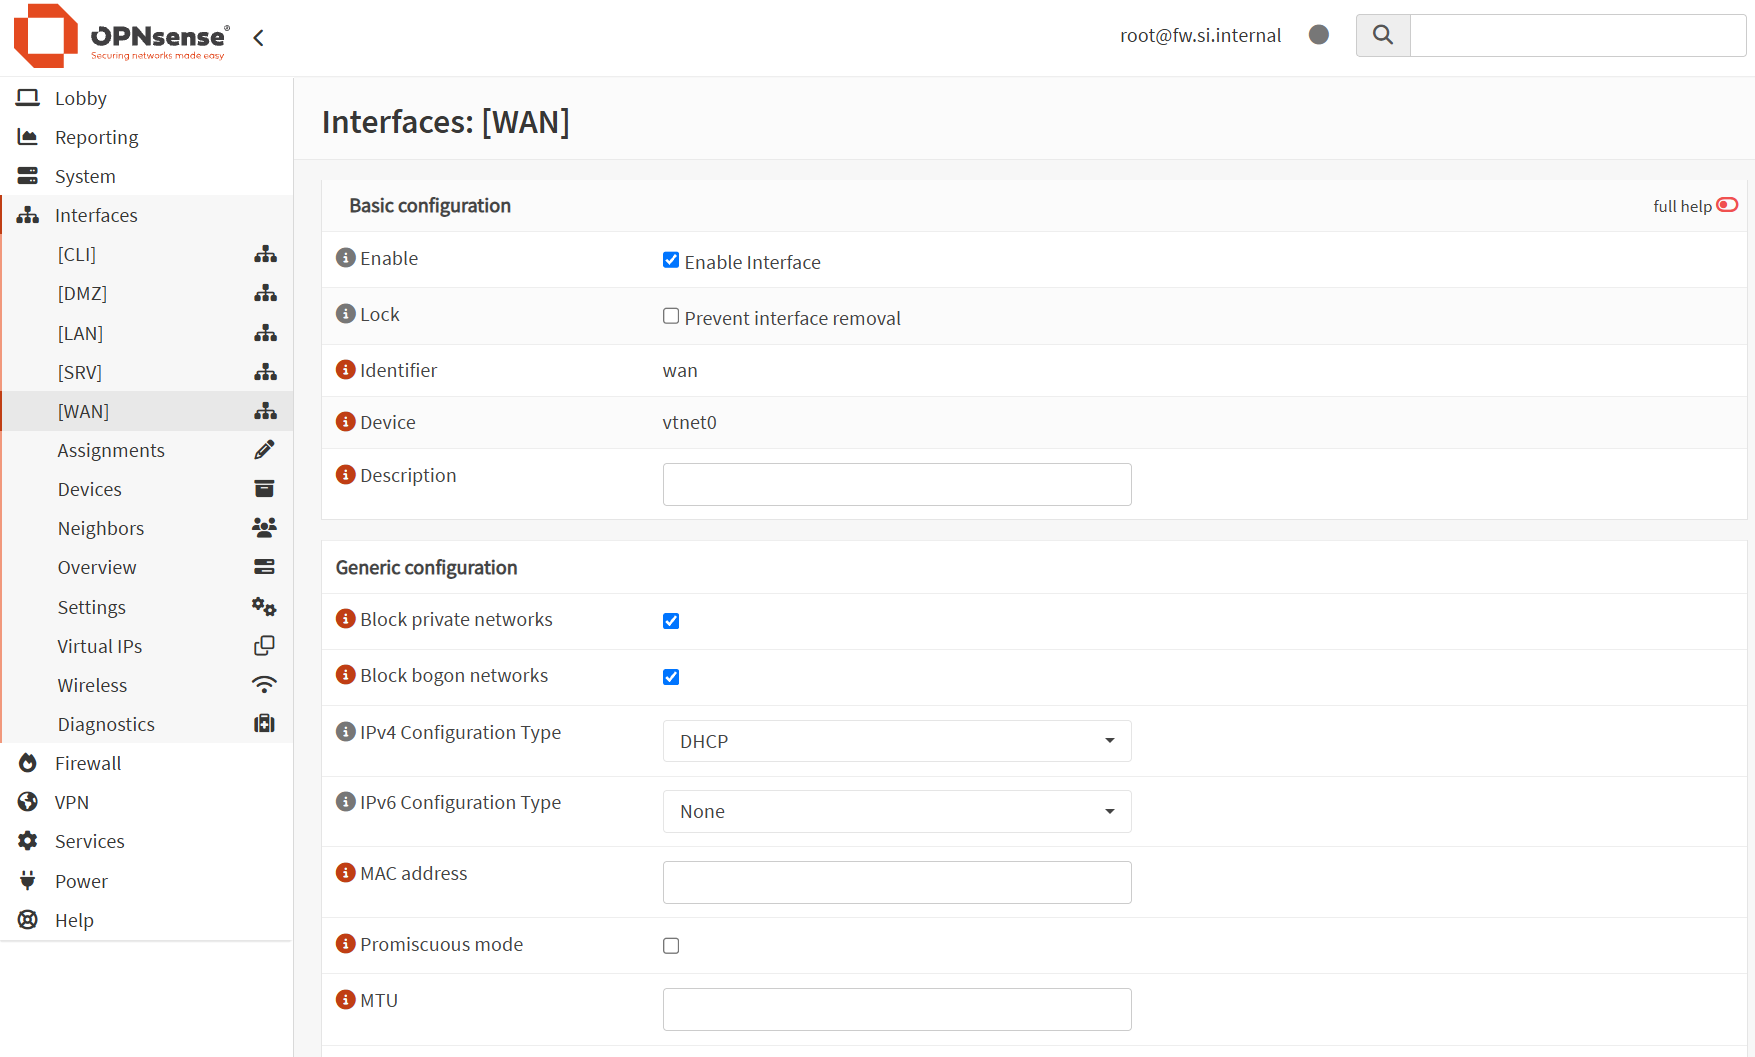 OPNsense®
Securing networks made easy
root@fw.si.internal
Lobby
Reporting
System
Interfaces
[CLI]
[DMZ]
[LAN]
[SRV]
[WAN]
Assignments
Devices
Neighbors
Overview
Settings
Virtual IPs
Wireless
Diagnostics
Firewall
VPN
Services
Power
Help
Interfaces: [WAN]
Basic configuration
full help
Enable
Enable Interface
Lock
Prevent interface removal
Identifier
wan
Device
vtnet0
Description
Generic configuration
Block private networks
Block bogon networks
IPv4 Configuration Type
DHCP
IPv6 Configuration Type
None
MAC address
Promiscuous mode
MTU